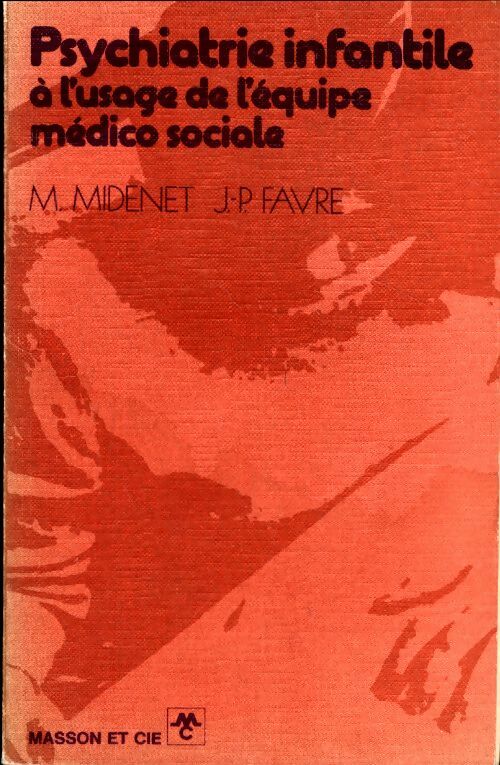 Psychiatrie infantile
à l'usage de l'équipe
médico sociale
M. MIDENET J.-P. FAVRE
MASSON ET CIE MC